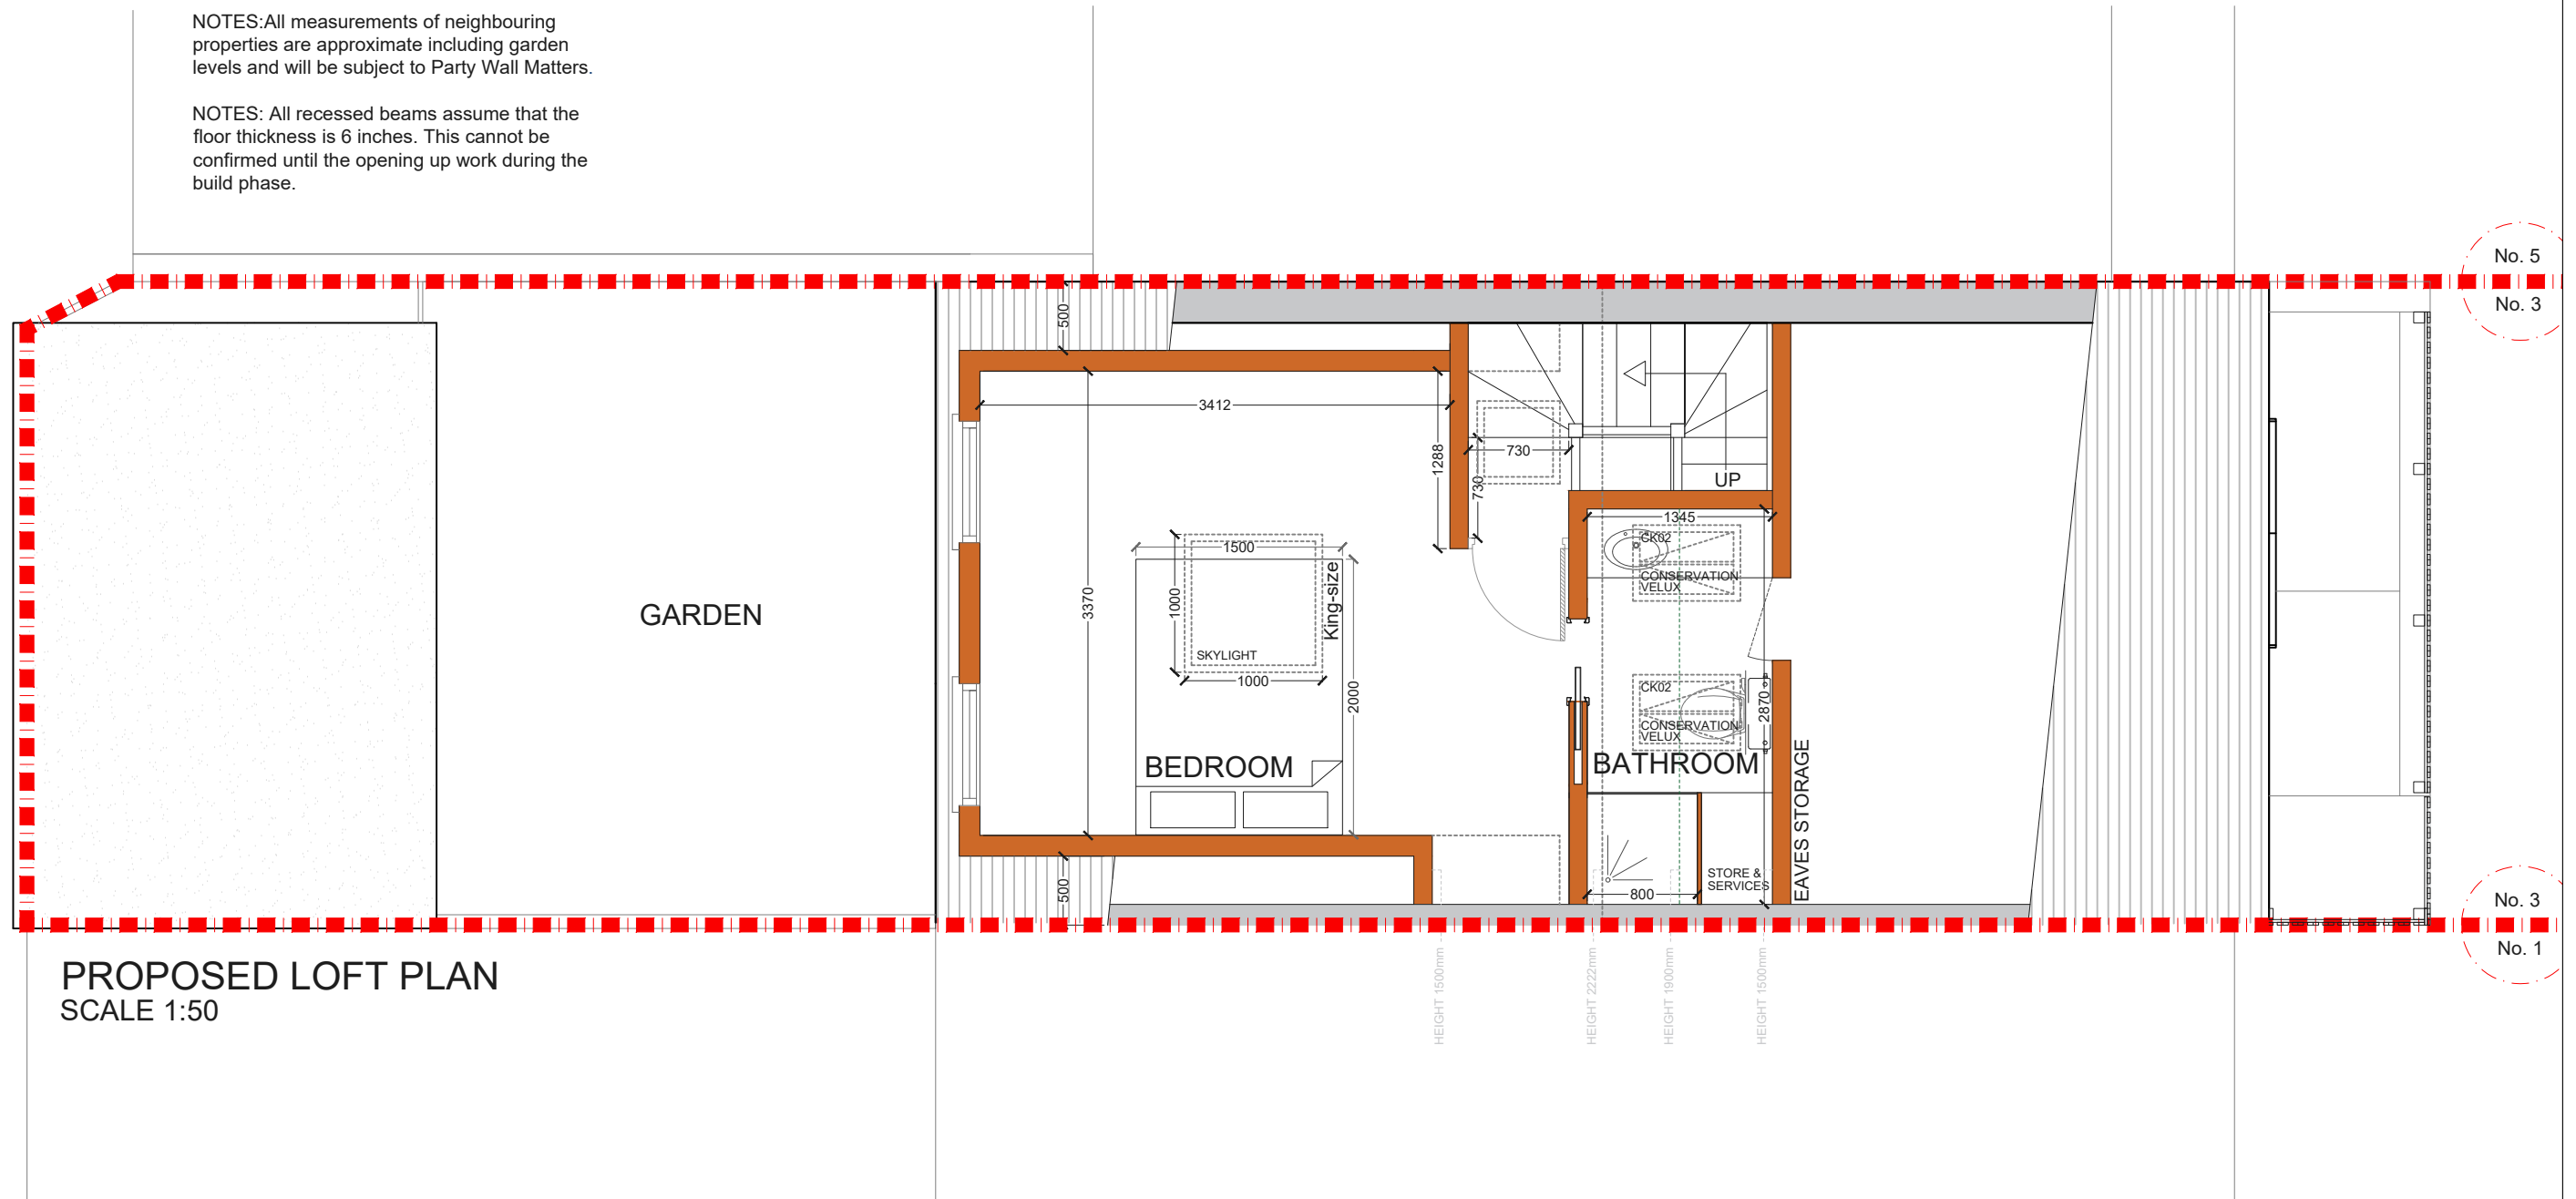 NOTES:All measurements of neighbouring
properties are approximate including garden
levels and will be subject to Party Wall Matters.
NOTES: All recessed beams assume that the
floor thickness is 6 inches. This cannot be
confirmed until the opening up work during the
build phase.
No. 5
No. 3
500
3412
1288
730
730
UP
1345
CK02
CONSERVATION
VELUX
1500
King-size
1000
3370
GARDEN
SKYLIGHT
1000
2000
CK02
CONSERVATION
VELUX
2870
BEDROOM
BATHROOM
EAVES STORAGE
STORE &
SERVICES
800
500
No. 3
No. 1
PROPOSED LOFT PLAN
SCALE 1:50
HEIGHT 1500mm
HEIGHT 2222mm
HEIGHT 1900mm
HEIGHT 1500mm